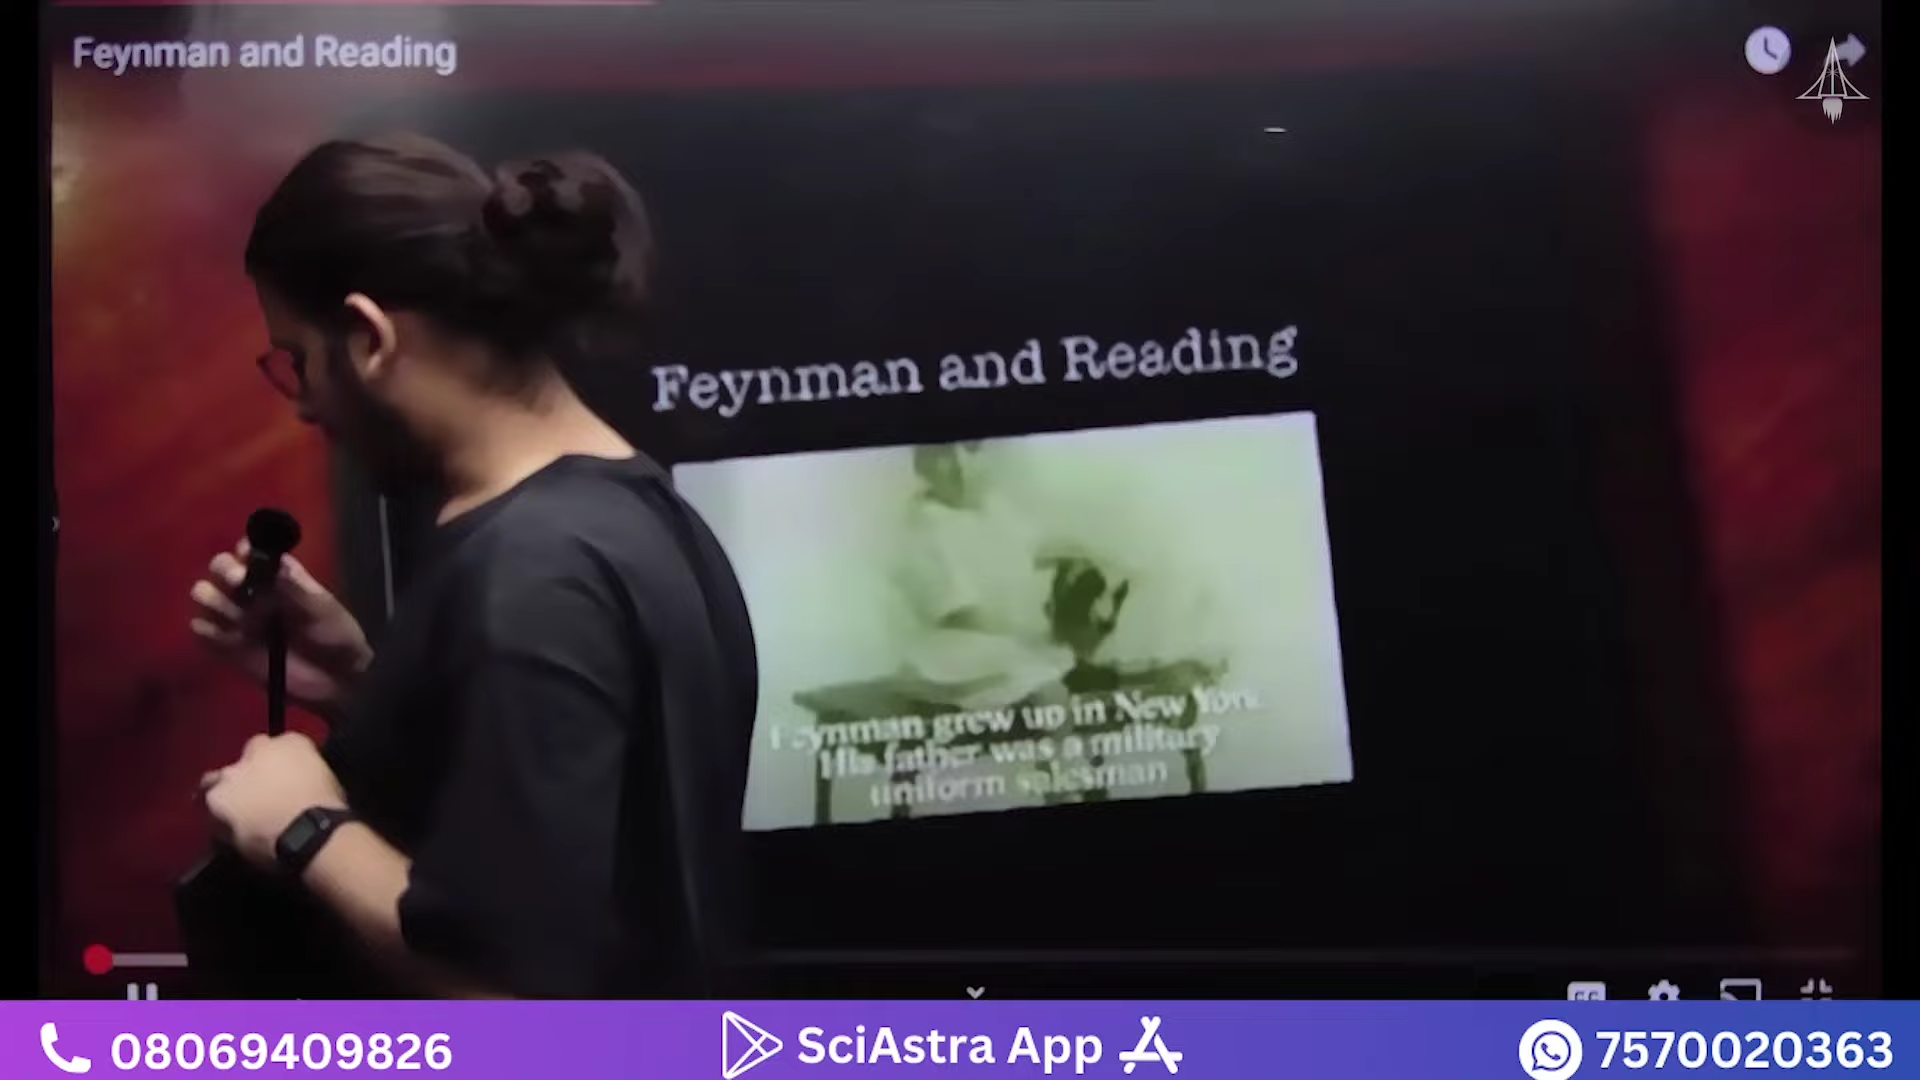 Feynman and Reading
Feynman and Reading
Feynman grew up in New York
His father was a military
uniform salesman
CC
08069409826
SciAstra App
7570020363